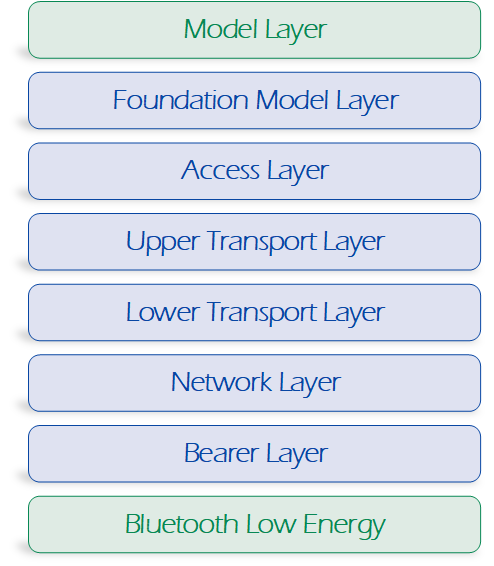 Model Layer
Foundation Model Layer
Access Layer
Upper Transport Layer
Lower Transport Layer
Network Layer
Bearer Layer
Bluetooth Low Energy